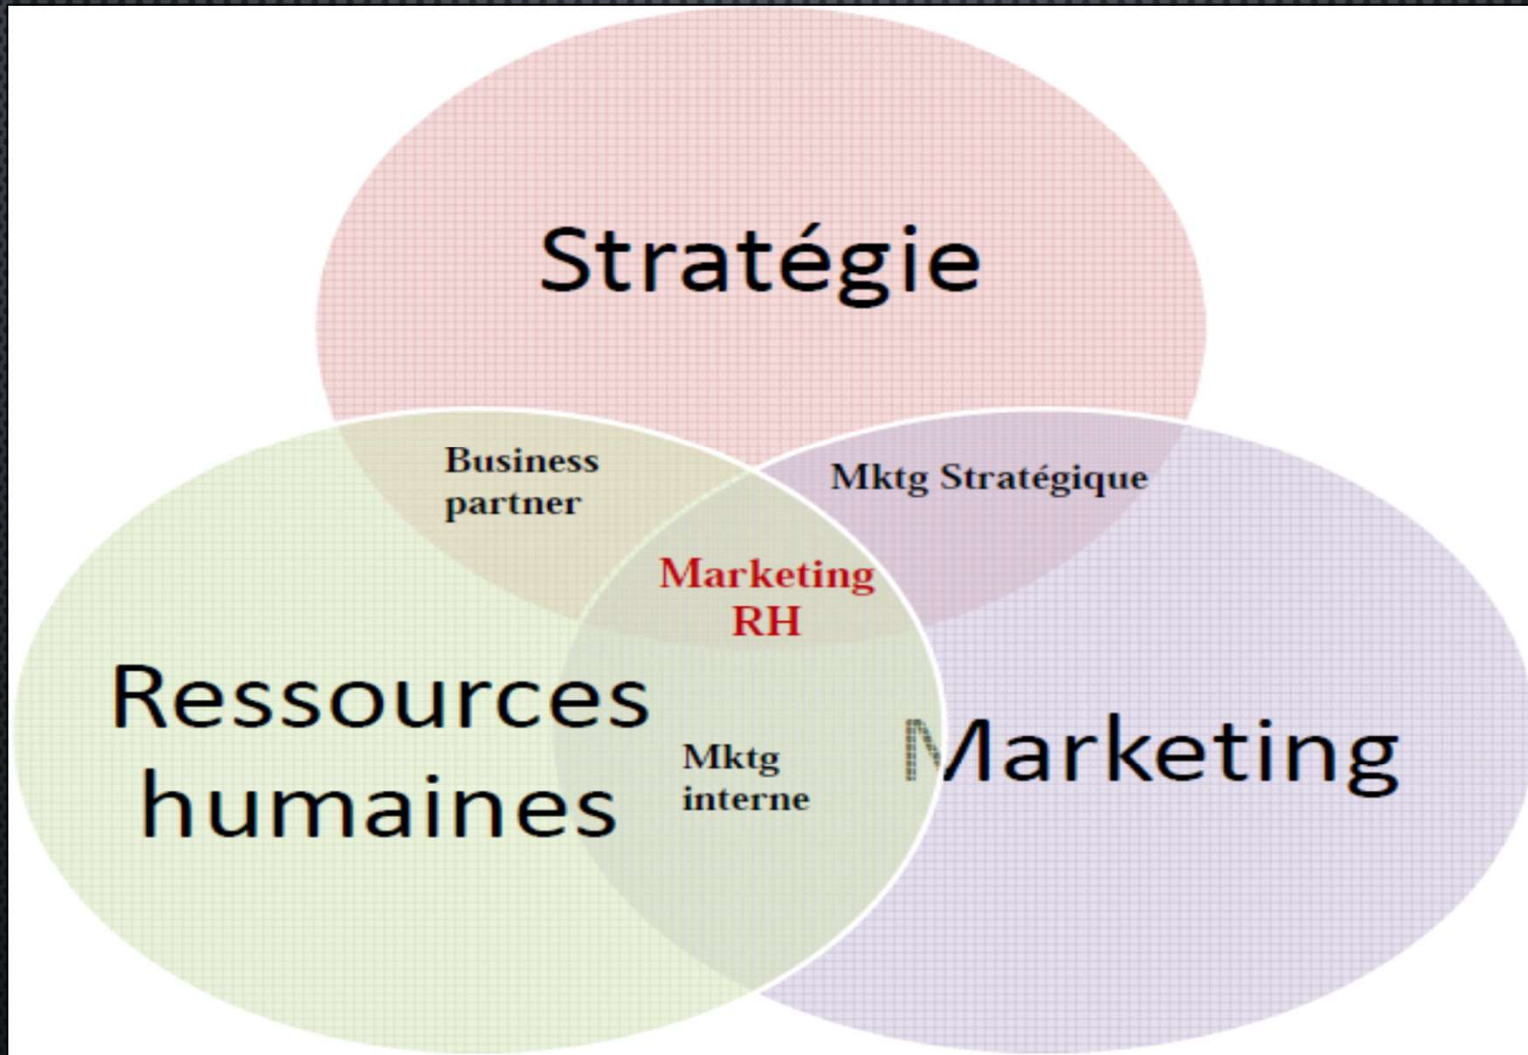 Stratégie
Business
partner
Mktg Stratégique
Marketing
RH
Ressources
humaines
Mktg
interne
Marketing